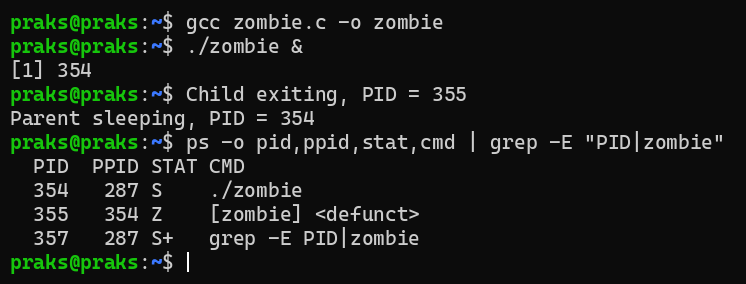 praks@praks:~$ gcc zombie.c -o zombie
praks@praks:~$ ./zombie &
[1] 354
praks@praks:~$ Child exiting, PID = 355
Parent sleeping, PID = 354
praks@praks:~$ ps -o pid,ppid,stat,cmd | grep -E "PID|zombie"
  PID  PPID STAT CMD
  354   287 S    ./zombie
  355   354 Z    [zombie] <defunct>
  357   287 S+   grep -E PID|zombie
praks@praks:~$